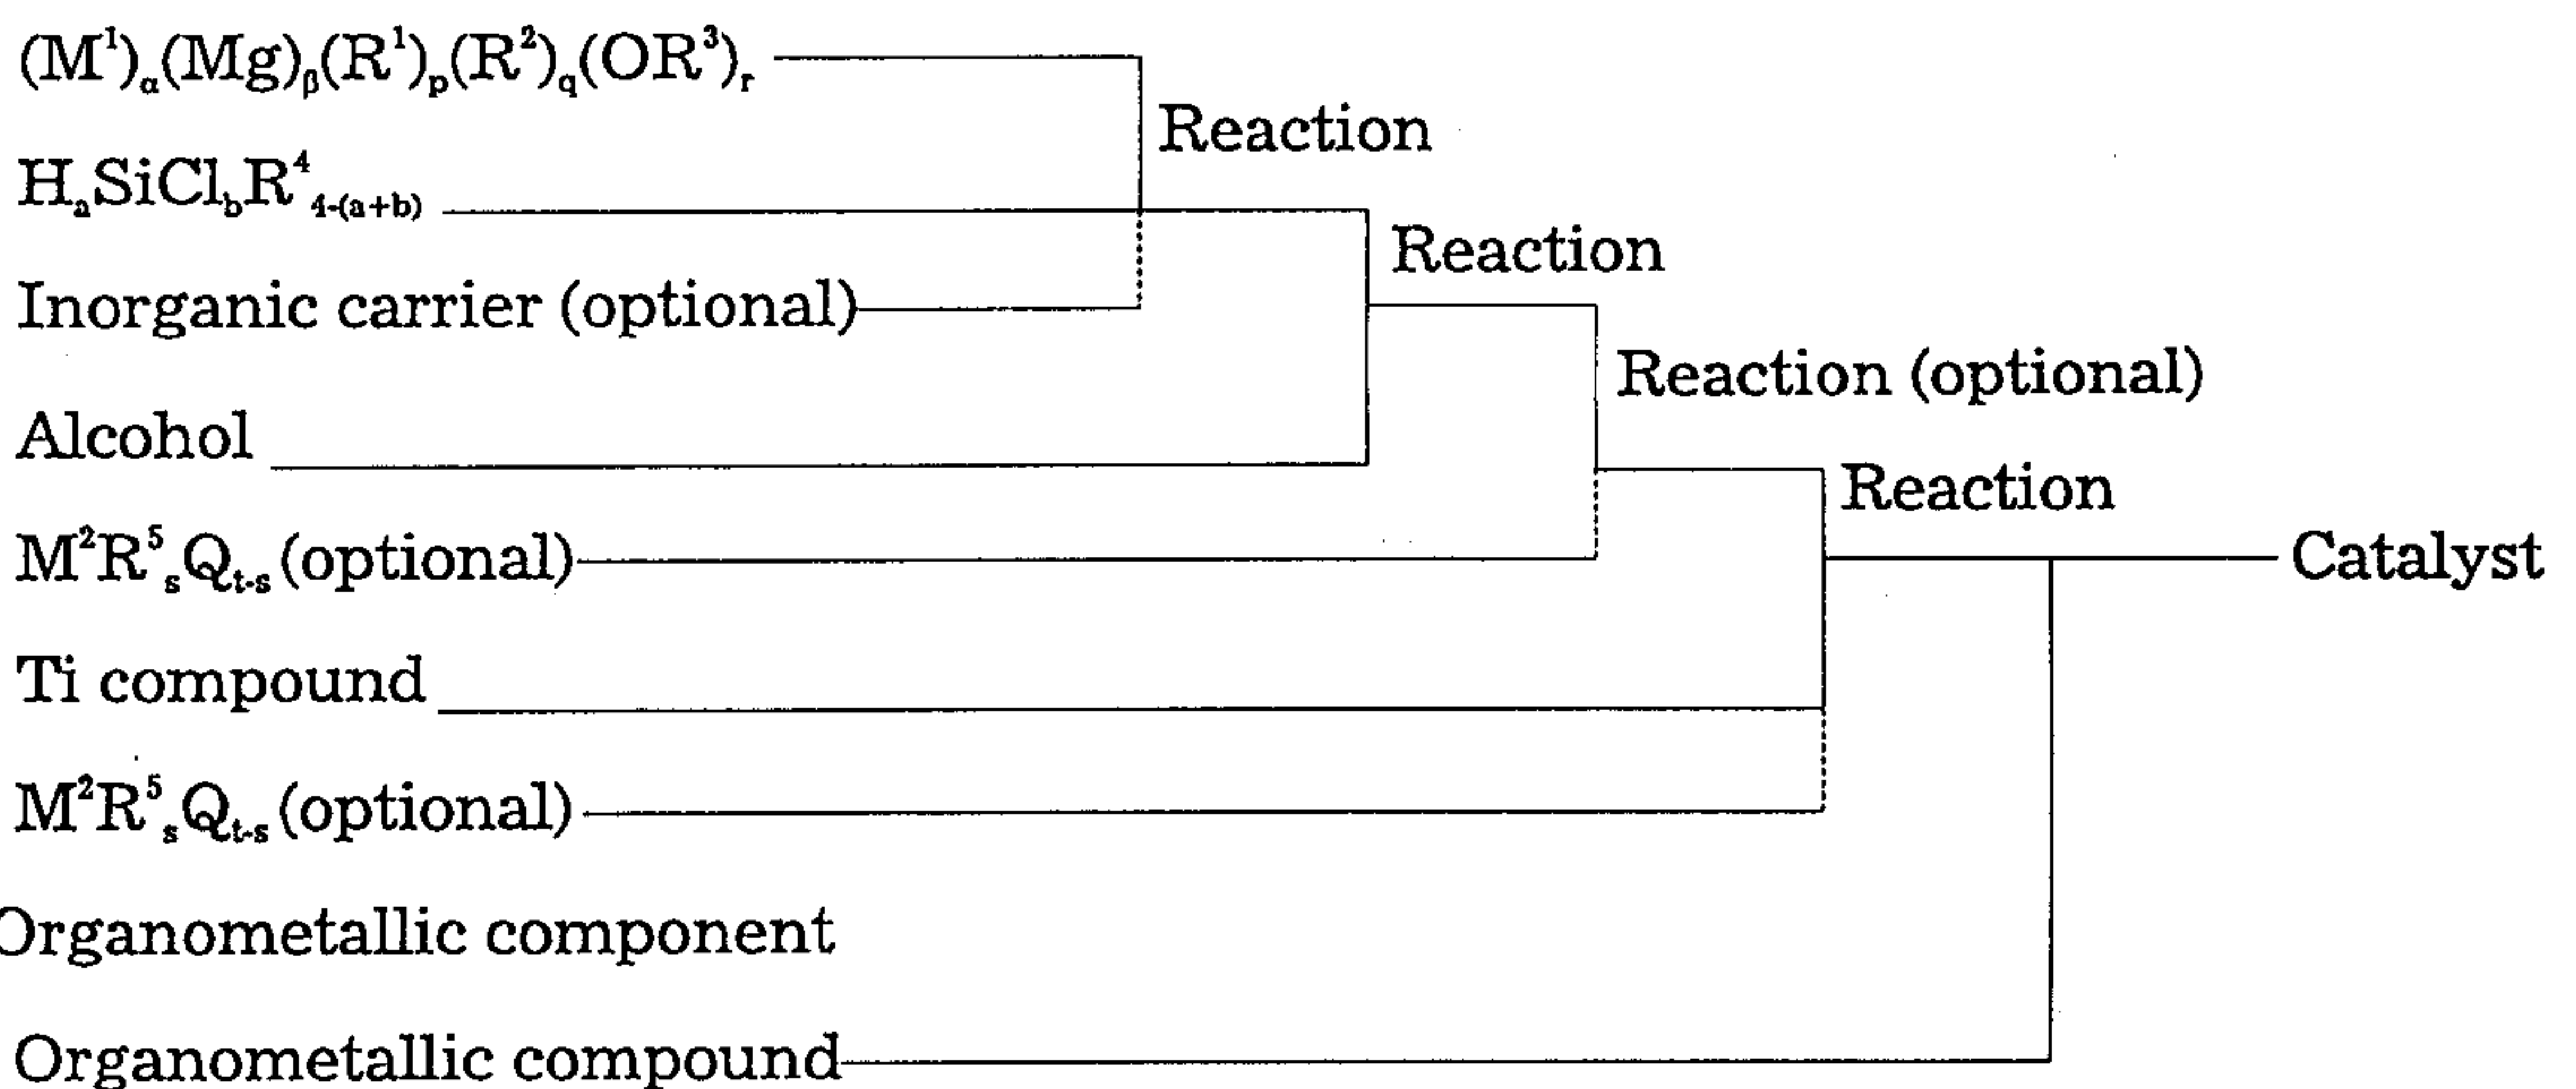 (M¹)α(Mg)β(R¹)p(R²)q(OR³)r
Reaction
HaSiClbR⁴4-(a+b)
Reaction
Inorganic carrier (optional)
Reaction (optional)
Alcohol
Reaction
M²R⁵sQt-s (optional)
Catalyst
Ti compound
M²R⁵sQt-s (optional)
Organometallic component
Organometallic compound